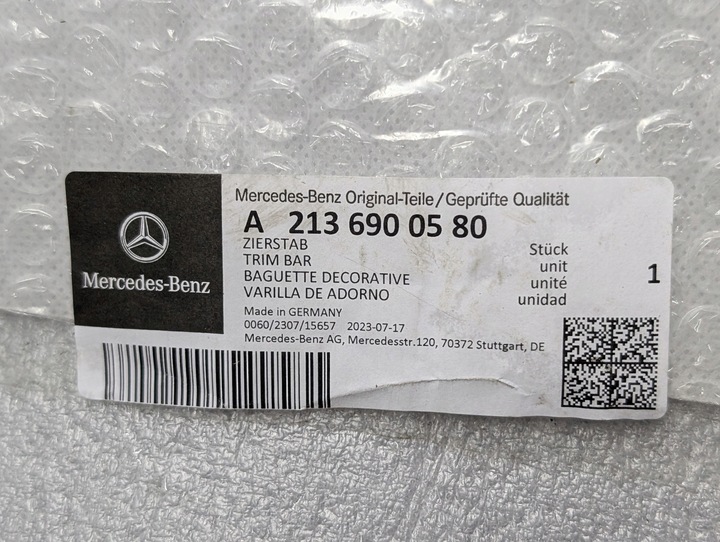 Mercedes-Benz
Mercedes-Benz Original-Teile/Geprüfte Qualität
A 213 690 05 80
ZIERSTAB
TRIM BAR
BAGUETTE DECORATIVE
VARILLA DE ADORNO
Stück
unit
unité
unidad
1
Made in GERMANY
0060/2307/15657 2023-07-17
Mercedes-Benz AG, Mercedesstr.120, 70372 Stuttgart, DE